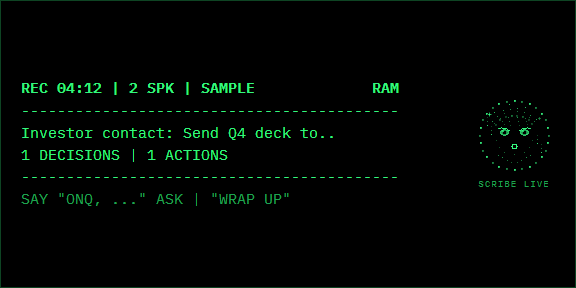 REC 04:12 | 2 SPK | SAMPLE RAM
Investor contact: Send Q4 deck to..
1 DECISIONS | 1 ACTIONS
SAY "ONQ, ..." ASK | "WRAP UP"
SCRIBE LIVE